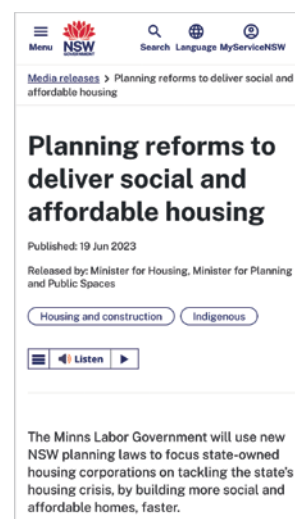 Menu
NSW
GOVERNMENT
Search Language MyServiceNSW
Media releases > Planning reforms to deliver social and
affordable housing
Planning reforms to
deliver social and
affordable housing
Published: 19 Jun 2023
Released by: Minister for Housing, Minister for Planning
and Public Spaces
Housing and construction Indigenous
Listen
The Minns Labor Government will use new
NSW planning laws to focus state-owned
housing corporations on tackling the state's
housing crisis, by building more social and
affordable homes, faster.